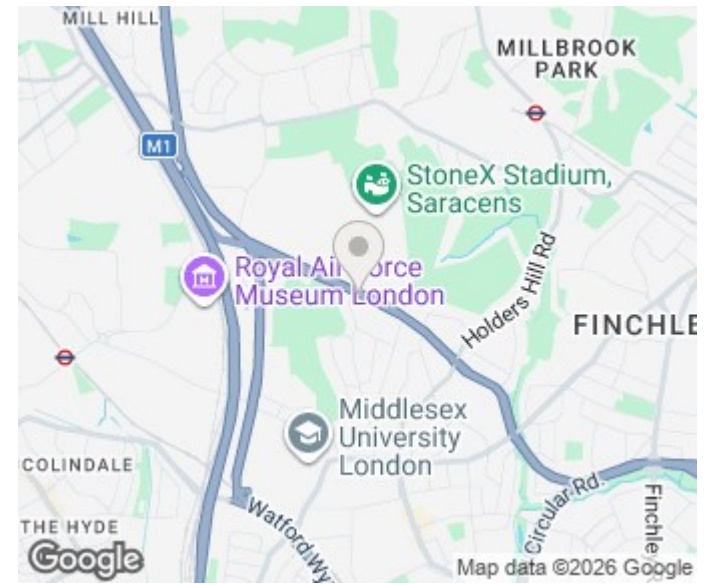 MILL HILL
MILLBROOK
PARK
M1
StoneX Stadium,
Saracens
Royal Air Force
Museum London
Holders Hill Rd
FINCHLE
Middlesex
University
London
COLINDALE
THE HYDE
Watford Wy
Circular Rd.
Finchley
Google
Map data ©2026 Google